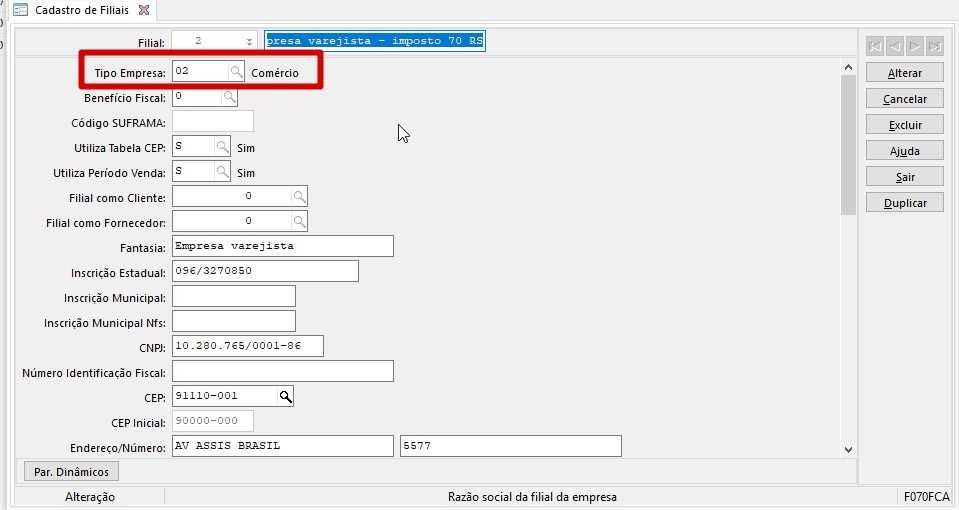 Cadastro de Filiais
Filial: 2 presa varejista - imposto 70 RS
Tipo Empresa: 02 Comércio
Benefício Fiscal: 0
Código SUFRAMA:
Utiliza Tabela CEP: S Sim
Utiliza Período Venda: S Sim
Filial como Cliente: 0
Filial como Fornecedor: 0
Fantasia: Empresa varejista
Inscrição Estadual: 096/3270850
Inscrição Municipal:
Inscrição Municipal Nfs:
CNPJ: 10.280.765/0001-86
Número Identificação Fiscal:
CEP: 91110-001
CEP Inicial: 90000-000
Endereço/Número: AV ASSIS BRASIL 5577
Par. Dinâmicos
Alterar
Cancelar
Excluir
Ajuda
Sair
Duplicar
Alteração Razão social da filial da empresa F070FCA